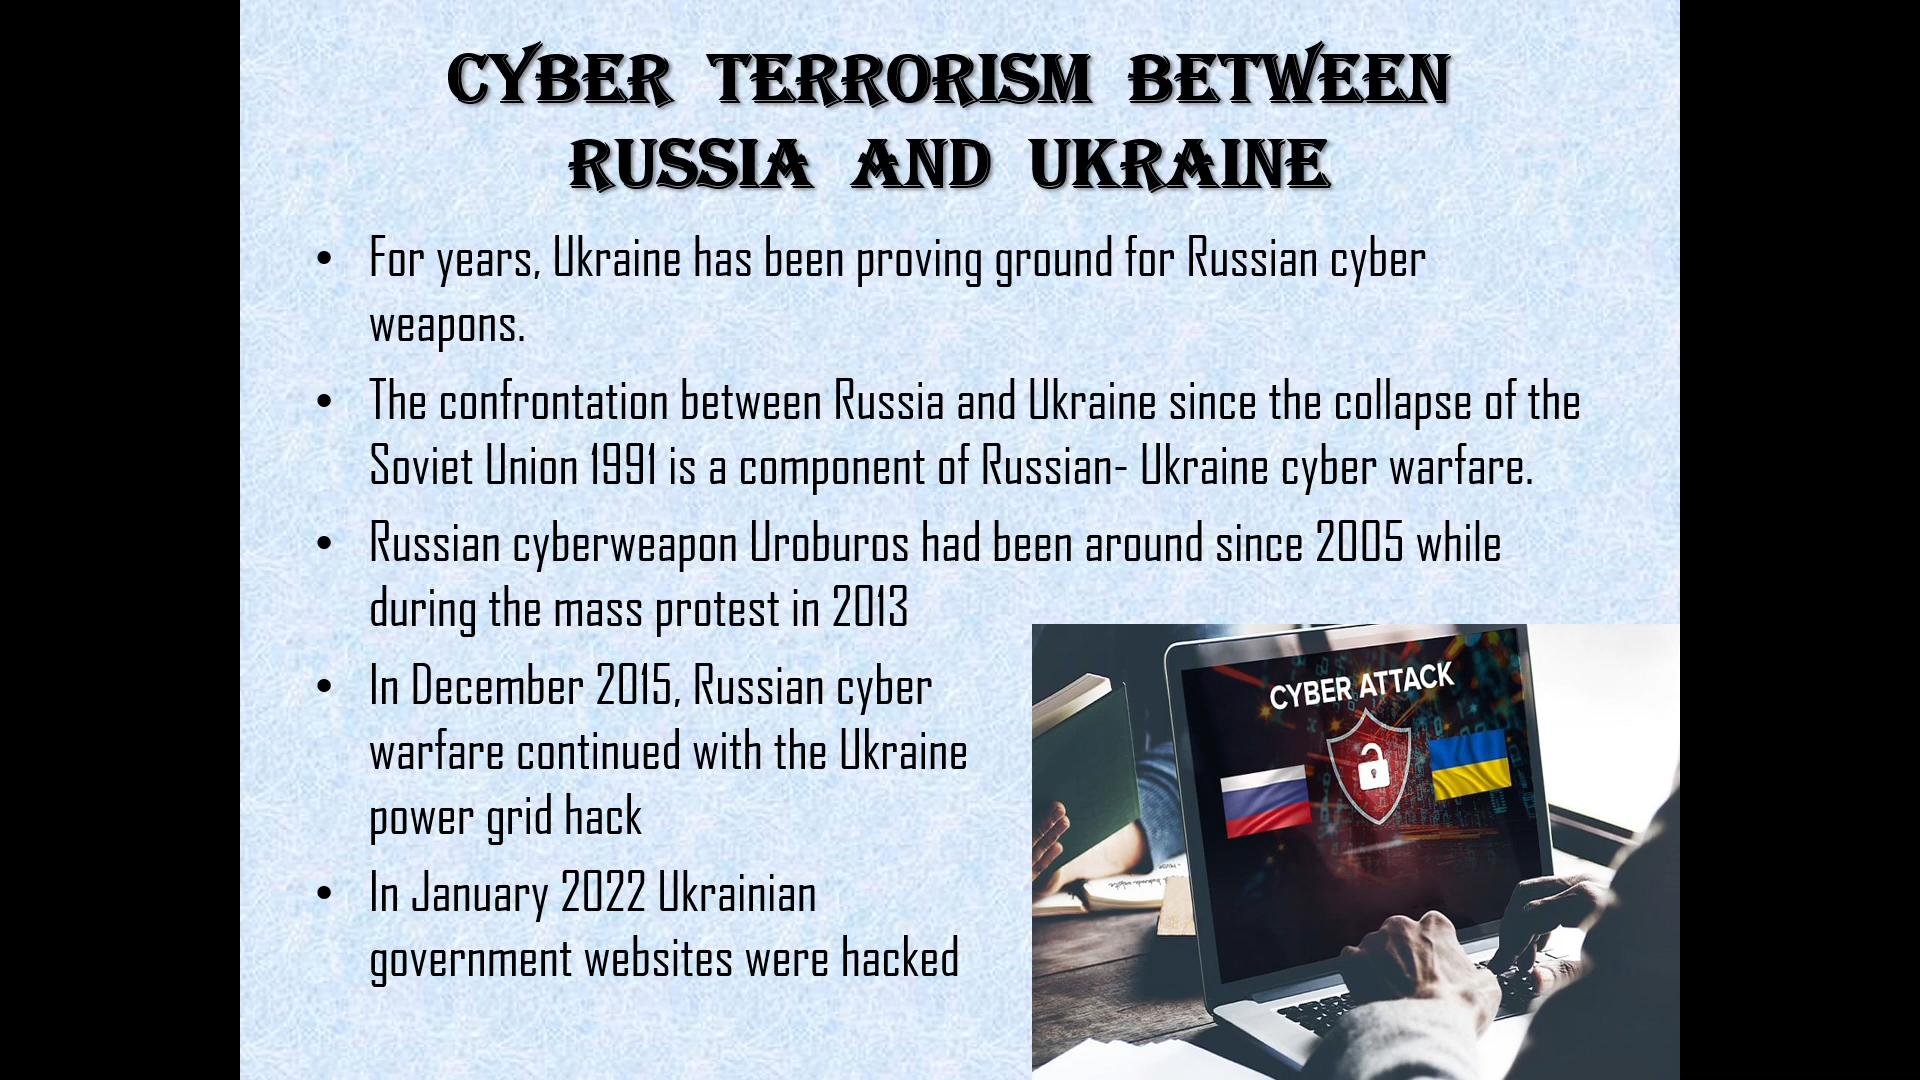 CYBER TERRORISM BETWEEN
RUSSIA AND UKRAINE
• For years, Ukraine has been proving ground for Russian cyber
weapons.
• The confrontation between Russia and Ukraine since the collapse of the
Soviet Union 1991 is a component of Russian- Ukraine cyber warfare.
• Russian cyberweapon Uroburos had been around since 2005 while
during the mass protest in 2013
• In December 2015, Russian cyber
warfare continued with the Ukraine
power grid hack
• In January 2022 Ukrainian
government websites were hacked
CYBER ATTACK